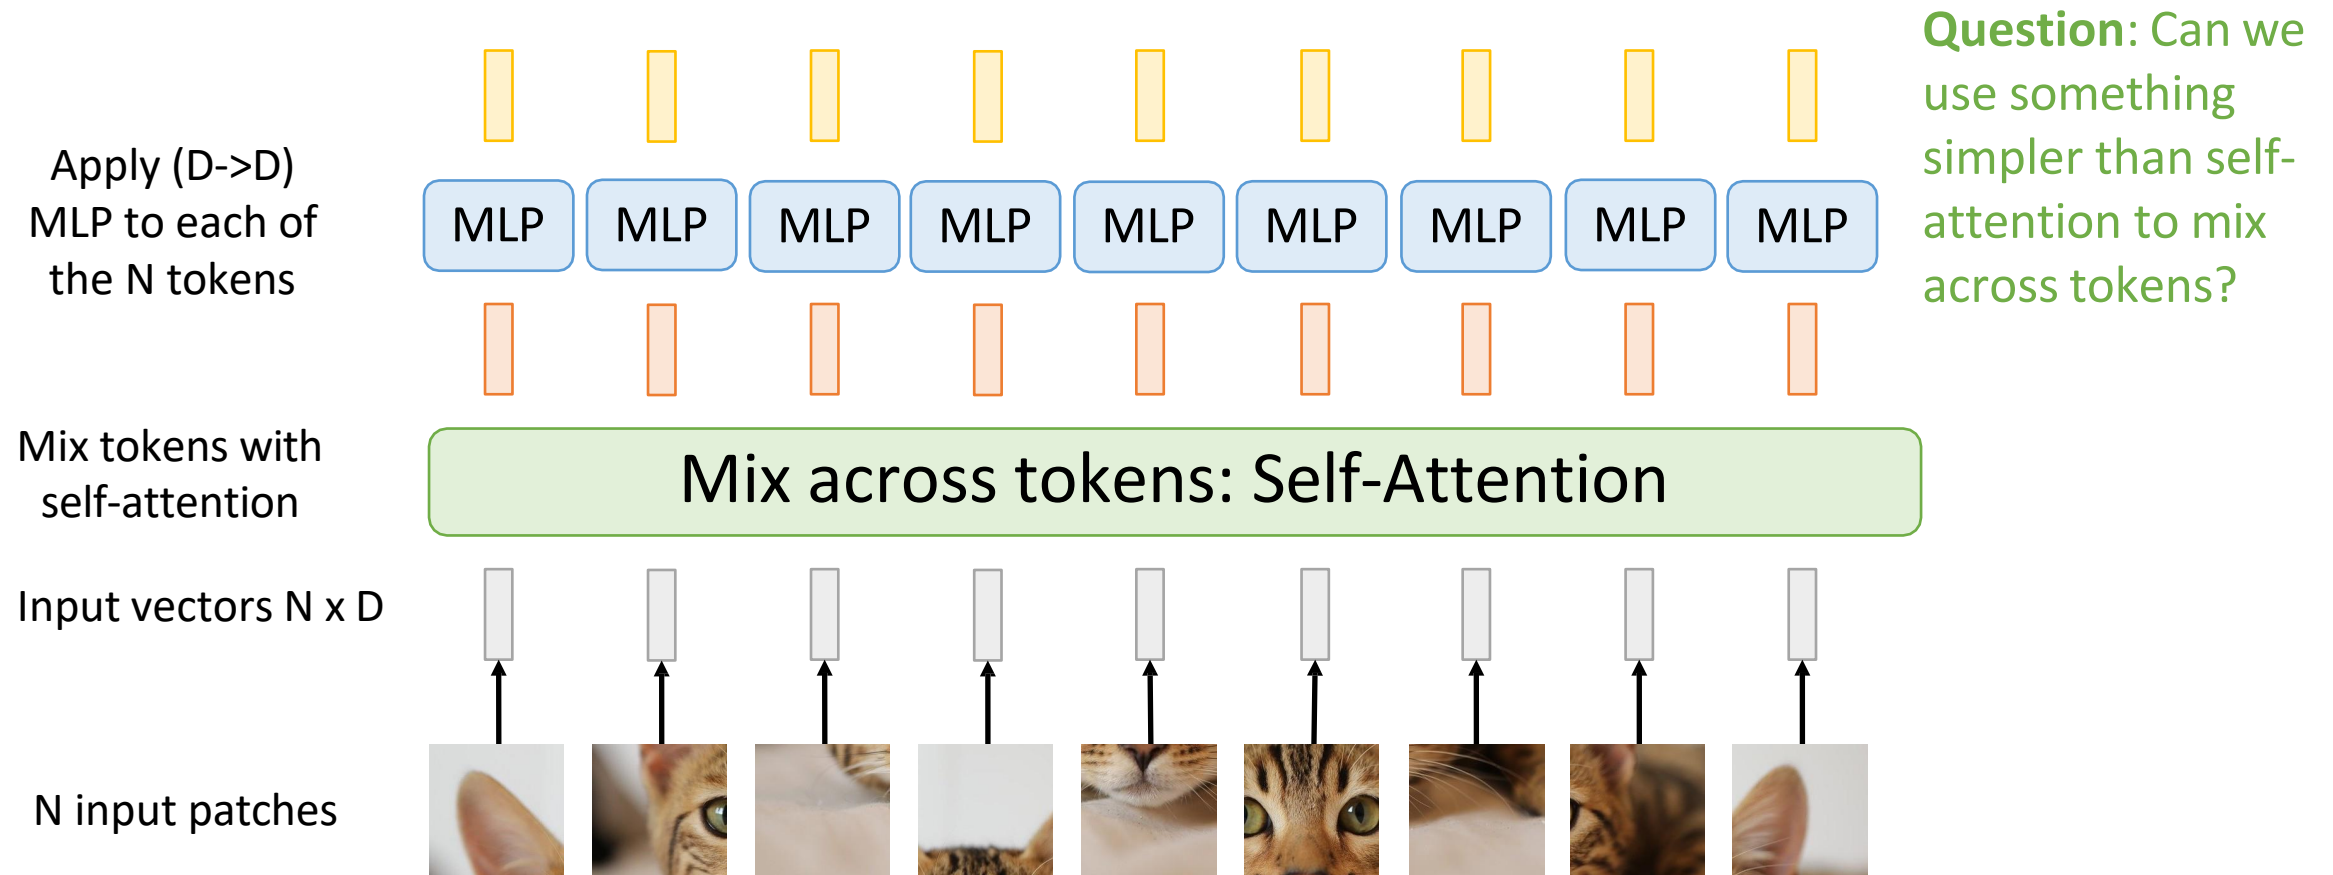 Question: Can we
use something
simpler than self-
attention to mix
across tokens?
Apply (D->D)
MLP to each of
the N tokens
MLP MLP MLP MLP MLP MLP MLP MLP MLP
Mix tokens with
self-attention
Mix across tokens: Self-Attention
Input vectors N x D
N input patches